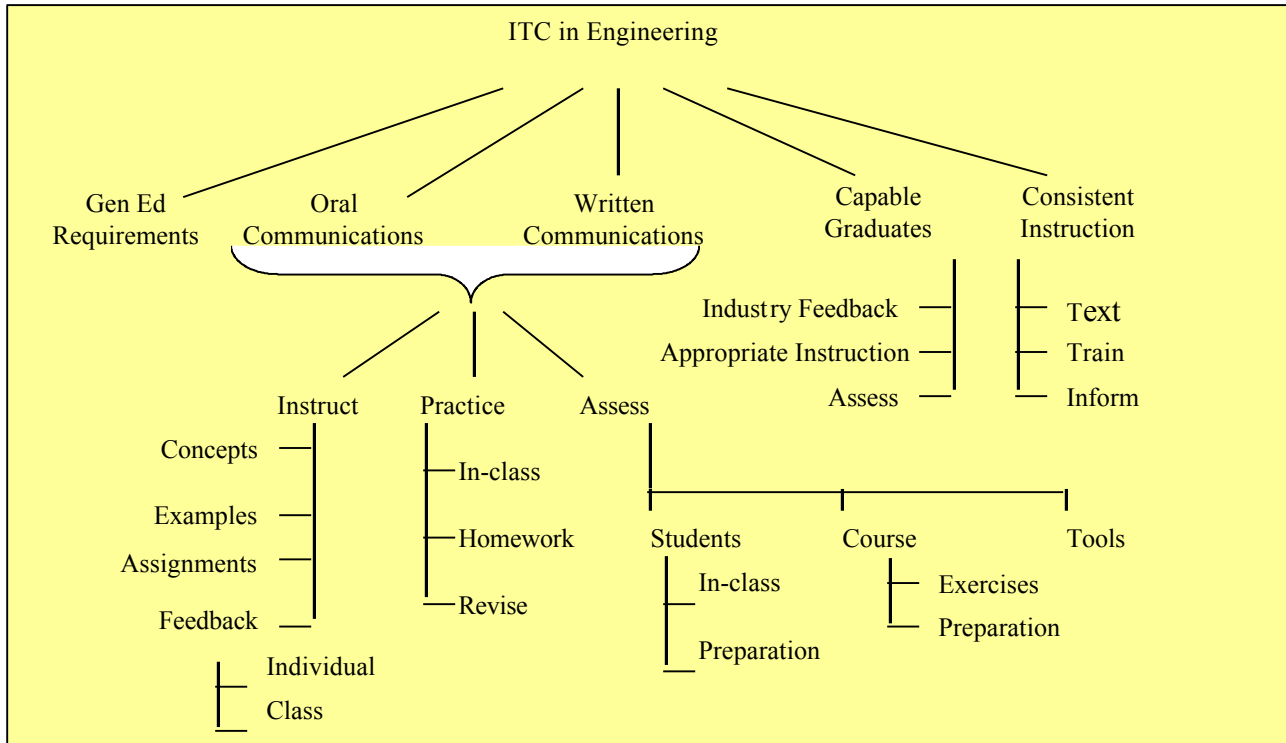 ITC in Engineering
Gen Ed
Requirements
Oral
Communications
Written
Communications
Capable
Graduates
Consistent
Instruction
Industry Feedback
Appropriate Instruction
Assess
Text
Train
Inform
Instruct
Practice
Assess
Concepts
Examples
Assignments
Feedback
Individual
Class
In-class
Homework
Revise
Students
Course
Tools
In-class
Preparation
Exercises
Preparation